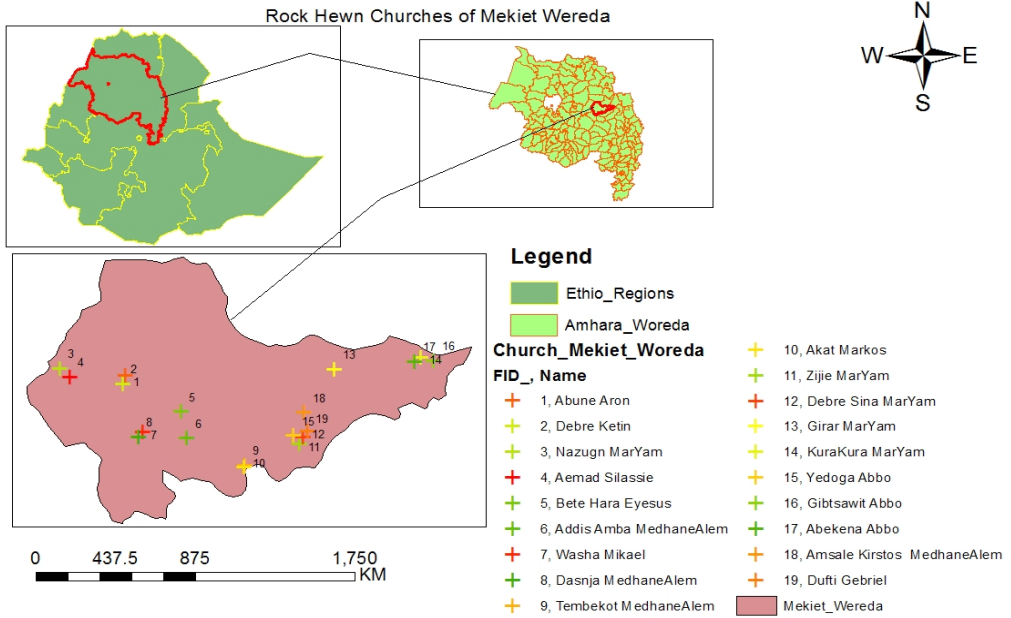 Rock Hewn Churches of Mekiet Wereda
N
W
E
S
3
4
2
1
5
8
7
6
9
10
13
17
16
14
18
15
19
12
11
0
437.5
875
1,750
KM
Legend
Ethio_Regions
Amhara_Woreda
Church_Mekiet_Woreda
FID_, Name
1, Abune Aron
2, Debre Ketin
3, Nazugn MarYam
4, Aemad Silassie
5, Bete Hara Eyesus
6, Addis Amba MedhaneAlem
7, Washa Mikael
8, Dasnja MedhaneAlem
9, Tembekot MedhaneAlem
10, Akat Markos
11, Zijie MarYam
12, Debre Sina MarYam
13, Girar MarYam
14, KuraKura MarYam
15, Yedoga Abbo
16, Gibtsawit Abbo
17, Abekena Abbo
18, Amsale Kirstos MedhaneAlem
19, Dufti Gebriel
Mekiet_Wereda